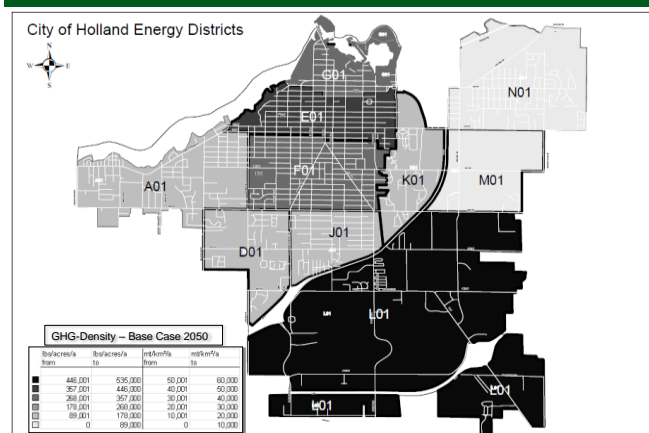 City of Holland Energy Districts
N
W E
S
G01
N01
E01
F01
K01
M01
A01
J01
D01
L01
L01
L01
L01
GHG-Density – Base Case 2050
lbs/acres/a lbs/acres/a mt/km²/a mt/km²/a
from to from to
446,001 535,000 50,001 60,000
357,001 446,000 40,001 50,000
268,001 357,000 30,001 40,000
178,001 268,000 20,001 30,000
89,001 178,000 10,001 20,000
0 89,000 0 10,000